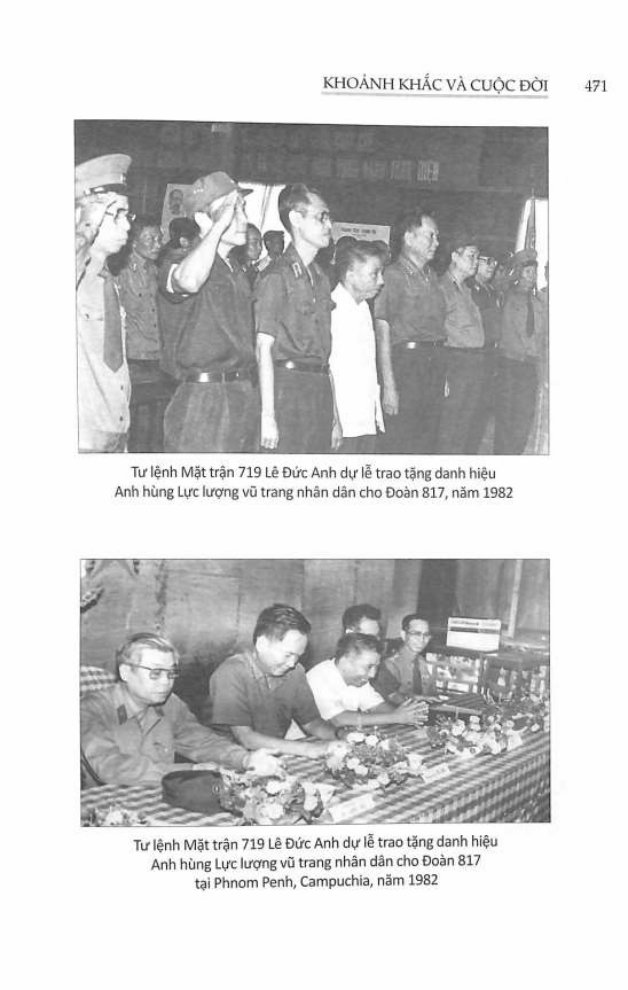 KHOẢNH KHẮC VÀ CUỘC ĐỜI 471
Tư lệnh Mặt trận 719 Lê Đức Anh dự lễ trao tặng danh hiệu
Anh hùng Lực lượng vũ trang nhân dân cho Đoàn 817, năm 1982
Tư lệnh Mặt trận 719 Lê Đức Anh dự lễ trao tặng danh hiệu
Anh hùng Lực lượng vũ trang nhân dân cho Đoàn 817
tại Phnom Penh, Campuchia, năm 1982